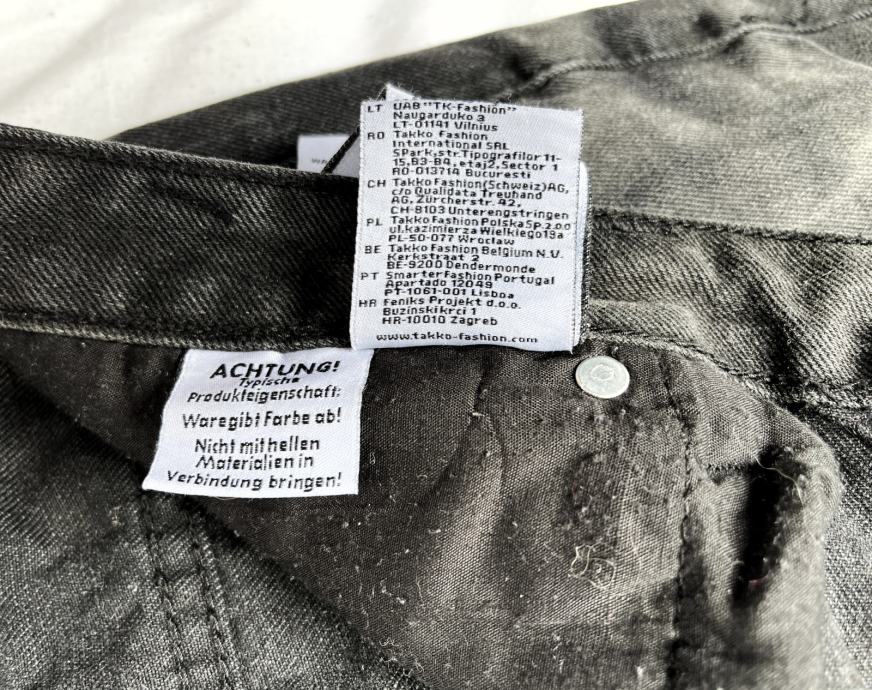 LT UAB "TK-Fashion"
Naugarduko 3
LT-01141 Vilnius
RO Takko Fashion
International SRL
SPark,str.Tipografilor 11-
15,B3-B4,etaj2,Sector 1
RO-013714 Bucuresti
CH Takko Fashion(Schweiz)AG,
c/o Qualidata Treuhand
AG, Zürcherstr. 42,
CH-8103 Unterengstringen
PL Takko Fashion Polska Sp.z.o.o
ul.kazimierza Wielkiego19a
PL-50-077 Wroclaw
BE Takko Fashion Belgium N.V.
Kerkstraat 2
BE-9200 Dendermonde
PT Smarter Fashion Portugal
Apartado 12049
PT-1061-001 Lisboa
HR Feniks Projekt d.o.o.
Buzinskikrci 1
HR-10010 Zagreb
www.takko-fashion.com
ACHTUNG!
Typische
Produkteigenschaft:
Ware gibt Farbe ab!
Nicht mit hellen
Materialien in
Verbindung bringen!